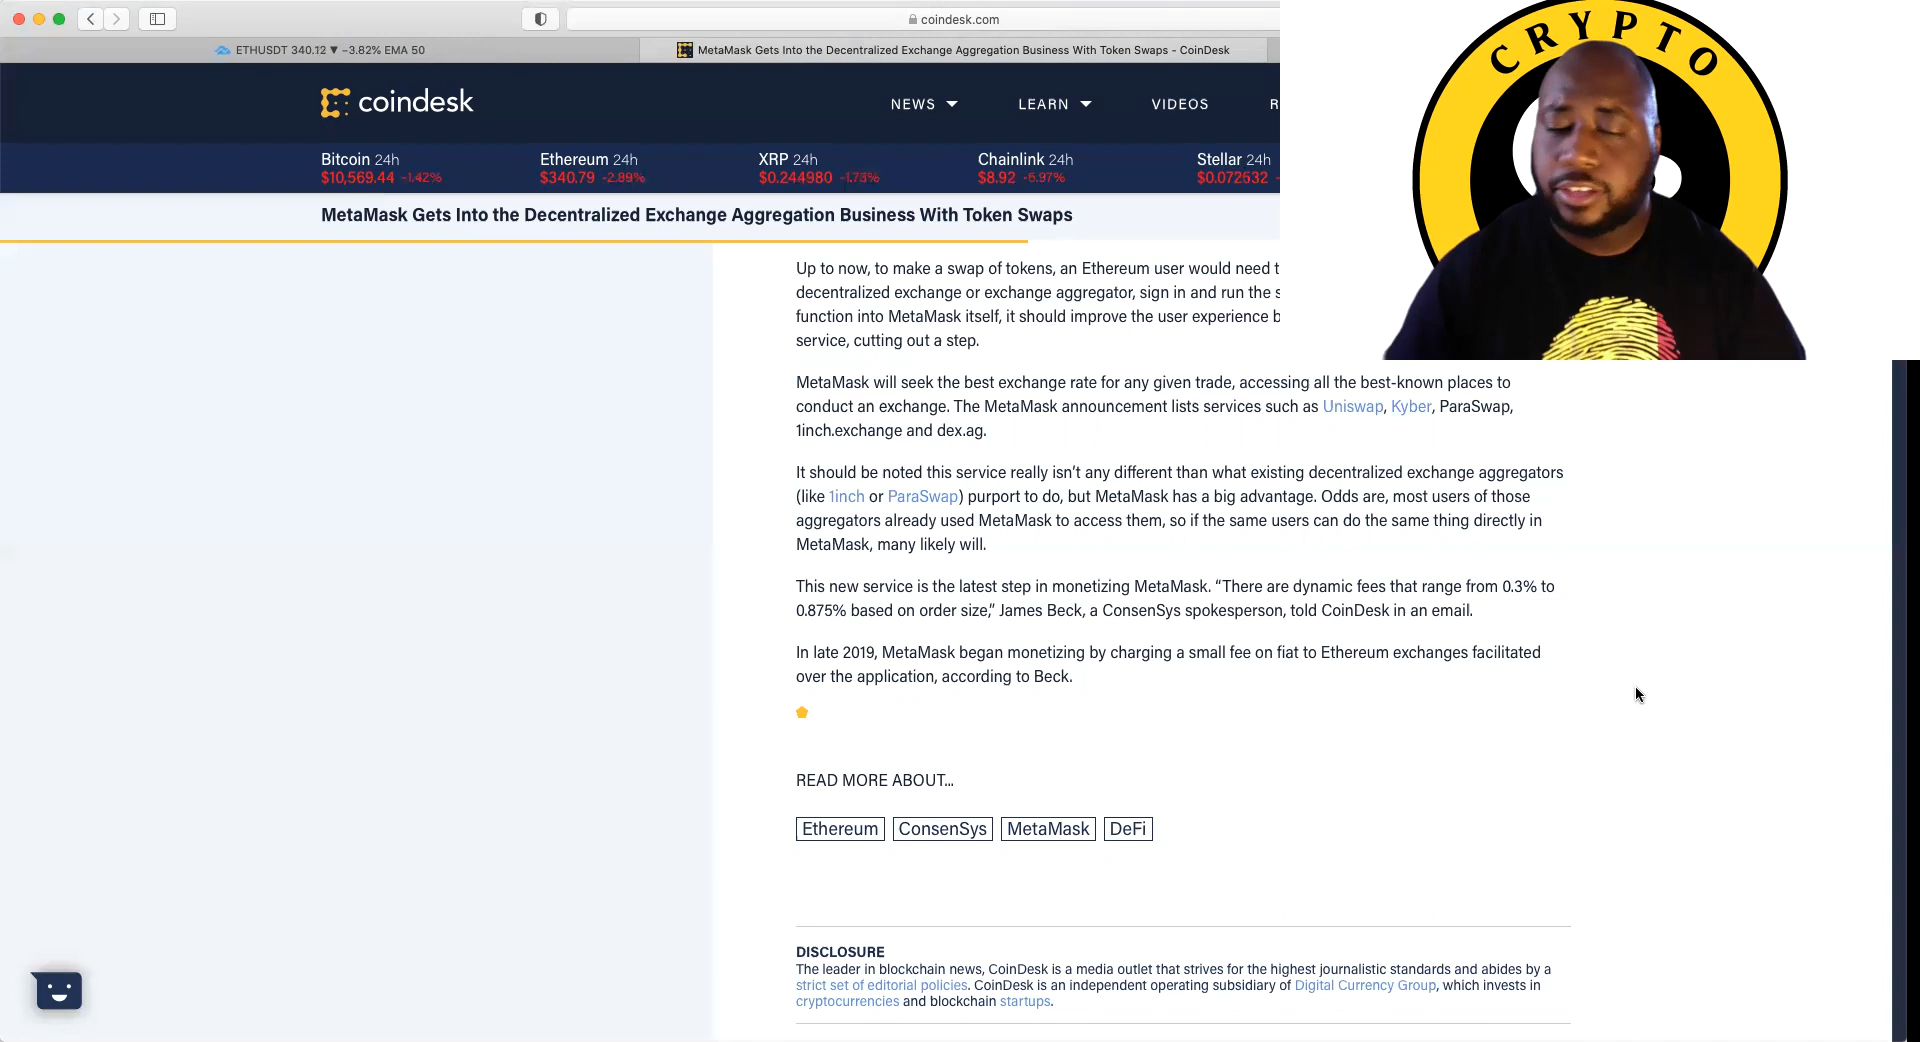 coindesk.com
ETHUSDT 340.12 ▼ −3.82% EMA 50
MetaMask Gets Into the Decentralized Exchange Aggregation Business With Token Swaps - CoinDesk
CRYPTO
coindesk
NEWS
LEARN
VIDEOS
R
Bitcoin 24h
$10,569.44 -1.42%
Ethereum 24h
$340.79 -2.89%
XRP 24h
$0.244980 -1.73%
Chainlink 24h
$8.92 -5.97%
Stellar 24h
$0.072532 -
MetaMask Gets Into the Decentralized Exchange Aggregation Business With Token Swaps
Up to now, to make a swap of tokens, an Ethereum user would need t
decentralized exchange or exchange aggregator, sign in and run the s
function into MetaMask itself, it should improve the user experience b
service, cutting out a step.
MetaMask will seek the best exchange rate for any given trade, accessing all the best-known places to
conduct an exchange. The MetaMask announcement lists services such as Uniswap, Kyber, ParaSwap,
1inch.exchange and dex.ag.
It should be noted this service really isn’t any different than what existing decentralized exchange aggregators
(like 1inch or ParaSwap) purport to do, but MetaMask has a big advantage. Odds are, most users of those
aggregators already used MetaMask to access them, so if the same users can do the same thing directly in
MetaMask, many likely will.
This new service is the latest step in monetizing MetaMask. “There are dynamic fees that range from 0.3% to
0.875% based on order size,” James Beck, a ConsenSys spokesperson, told CoinDesk in an email.
In late 2019, MetaMask began monetizing by charging a small fee on fiat to Ethereum exchanges facilitated
over the application, according to Beck.
READ MORE ABOUT...
Ethereum ConsenSys MetaMask DeFi
DISCLOSURE
The leader in blockchain news, CoinDesk is a media outlet that strives for the highest journalistic standards and abides by a
strict set of editorial policies. CoinDesk is an independent operating subsidiary of Digital Currency Group, which invests in
cryptocurrencies and blockchain startups.